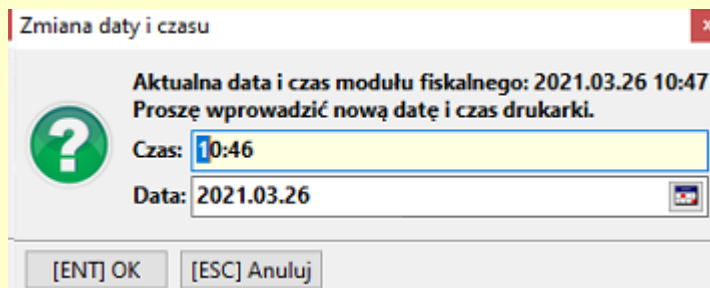 Zmiana daty i czasu
x
Aktualna data i czas modułu fiskalnego: 2021.03.26 10:47
Proszę wprowadzić nową datę i czas drukarki.
Czas: 10:46
Data: 2021.03.26
[ENT] OK [ESC] Anuluj